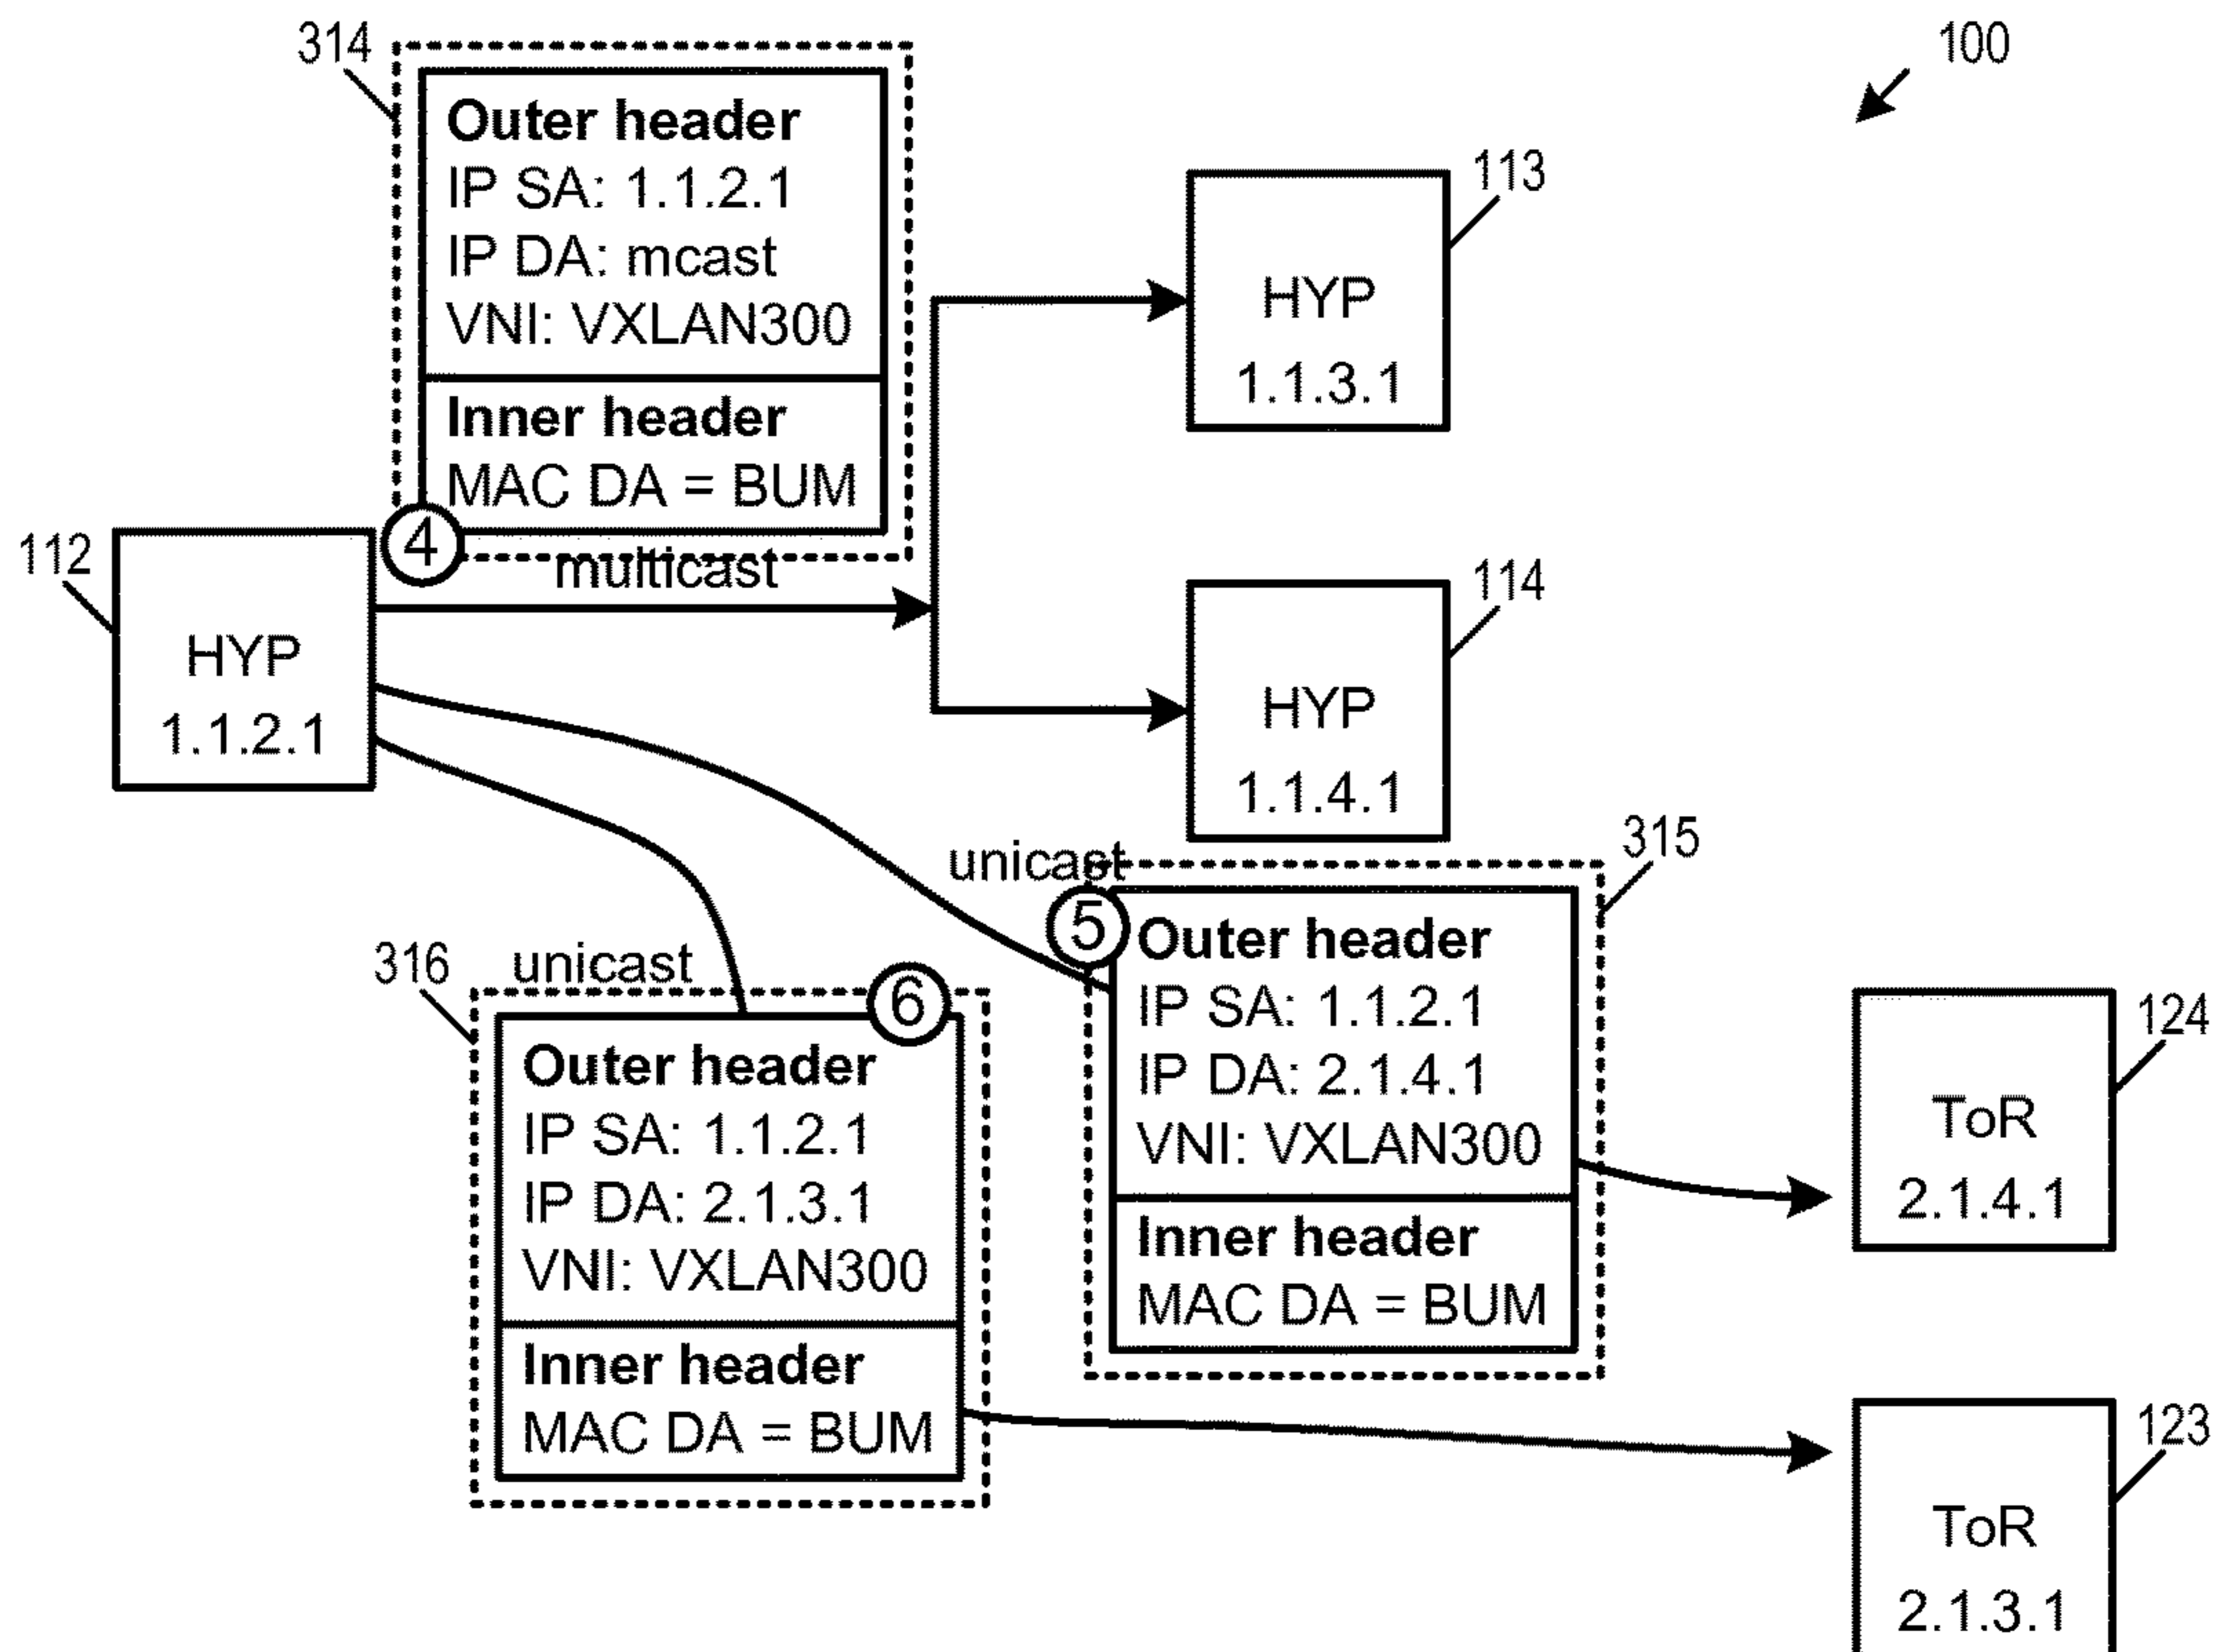 314
100
Outer header
IP SA: 1.1.2.1
IP DA: mcast
VNI: VXLAN300
Inner header
MAC DA = BUM
4
multicast
113
HYP
1.1.3.1
112
HYP
1.1.2.1
114
HYP
1.1.4.1
unicast
315
5
Outer header
IP SA: 1.1.2.1
IP DA: 2.1.4.1
VNI: VXLAN300
Inner header
MAC DA = BUM
316
unicast
6
Outer header
IP SA: 1.1.2.1
IP DA: 2.1.3.1
VNI: VXLAN300
Inner header
MAC DA = BUM
124
ToR
2.1.4.1
123
ToR
2.1.3.1